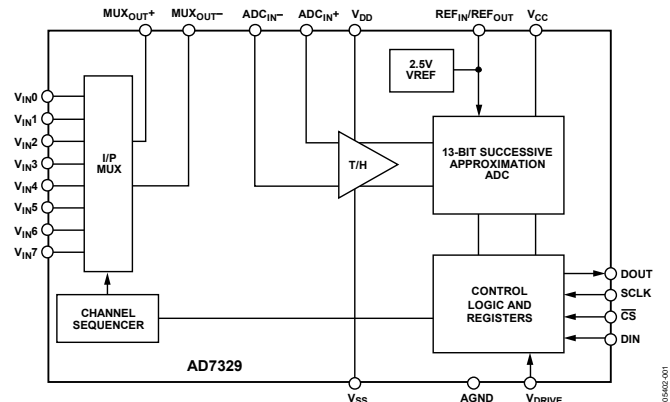 MUXOUT+ MUXOUT– ADCIN– ADCIN+ VDD REFIN/REFOUT VCC
2.5V
VREF
VIN0
VIN1
VIN2
VIN3
VIN4
VIN5
VIN6
VIN7
I/P
MUX
T/H
13-BIT SUCCESSIVE
APPROXIMATION
ADC
CHANNEL
SEQUENCER
CONTROL
LOGIC AND
REGISTERS
DOUT
SCLK
CS
DIN
AD7329
VSS AGND VDRIVE
05402-001